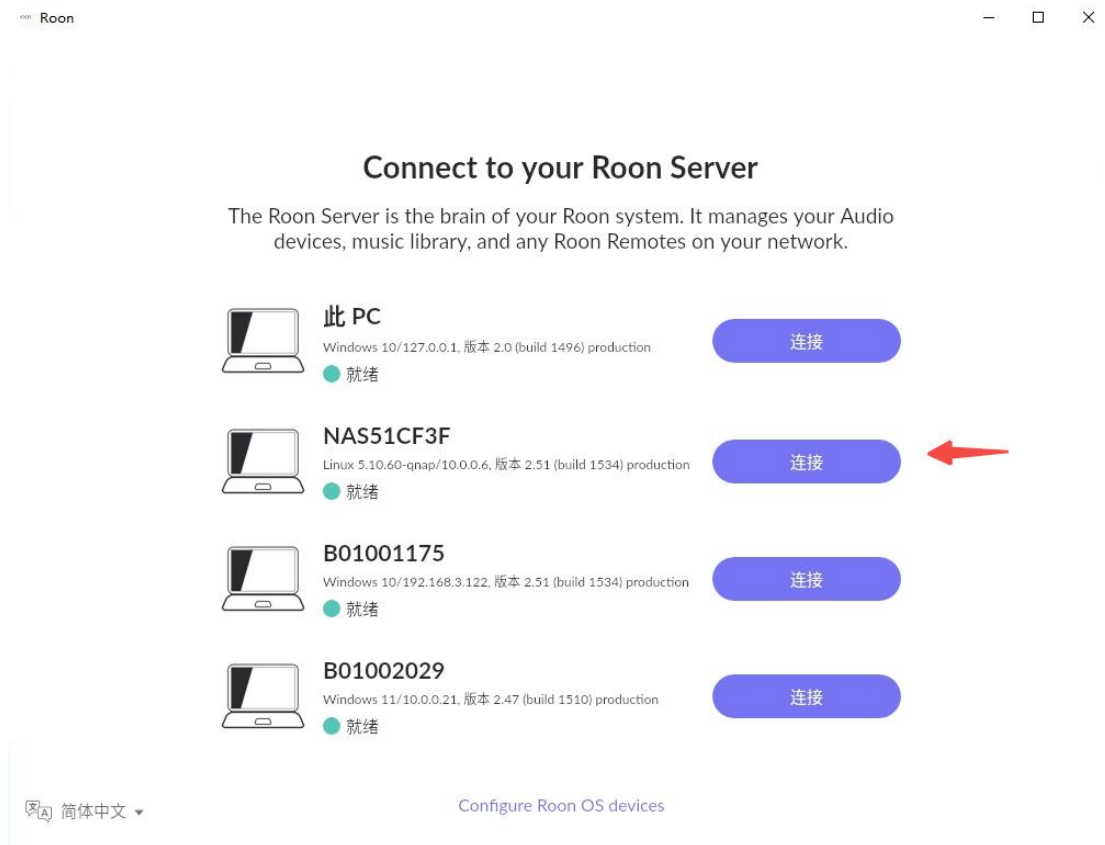 roon Roon
Connect to your Roon Server
The Roon Server is the brain of your Roon system. It manages your Audio
devices, music library, and any Roon Remotes on your network.
此 PC
Windows 10/127.0.0.1, 版本 2.0 (build 1496) production
就绪
连接
NAS51CF3F
Linux 5.10.60-qnap/10.0.0.6, 版本 2.51 (build 1534) production
就绪
连接
B01001175
Windows 10/192.168.3.122, 版本 2.51 (build 1534) production
就绪
连接
B01002029
Windows 11/10.0.0.21, 版本 2.47 (build 1510) production
就绪
连接
文A 简体中文
Configure Roon OS devices